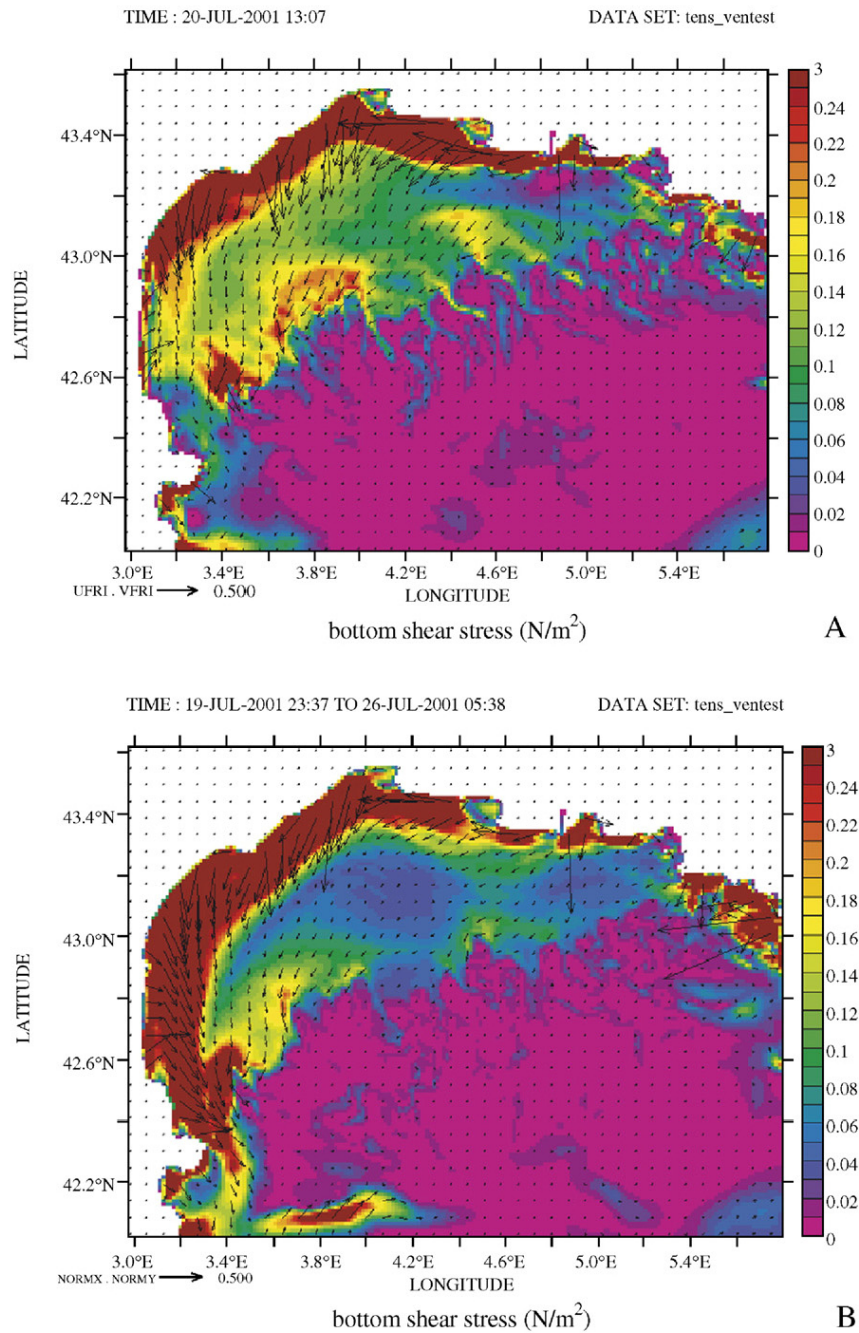 TIME : 20-JUL-2001 13:07 DATA SET: tens_ventest
3
0.24
0.22
0.2
0.18
0.16
0.14
0.12
0.1
0.08
0.06
0.04
0.02
0
43.4°N
43.0°N
42.6°N
42.2°N
LATITUDE
3.0°E 3.4°E 3.8°E 4.2°E 4.6°E 5.0°E 5.4°E
UFRI . VFRI 0.500 LONGITUDE
bottom shear stress (N/m²)
A
TIME : 19-JUL-2001 23:37 TO 26-JUL-2001 05:38 DATA SET: tens_ventest
3
0.24
0.22
0.2
0.18
0.16
0.14
0.12
0.1
0.08
0.06
0.04
0.02
0
43.4°N
43.0°N
42.6°N
42.2°N
LATITUDE
3.0°E 3.4°E 3.8°E 4.2°E 4.6°E 5.0°E 5.4°E
NORMX . NORMY 0.500 LONGITUDE
bottom shear stress (N/m²)
B